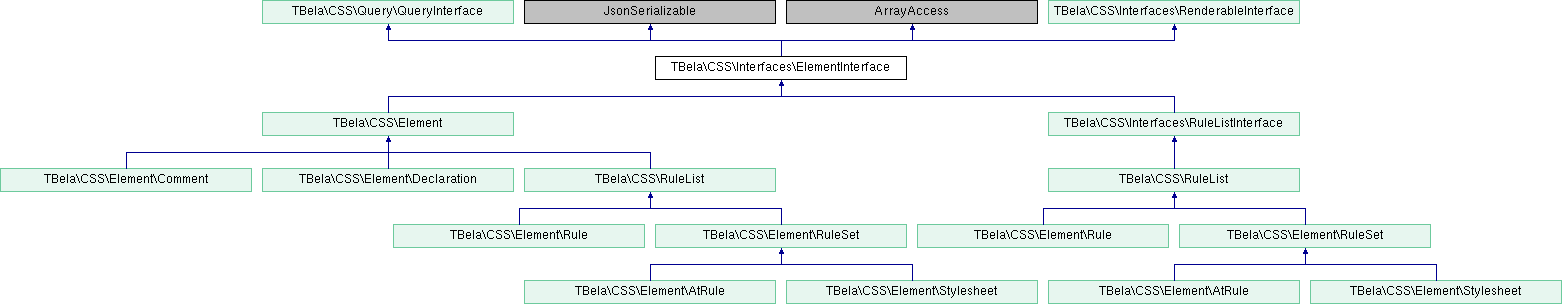 TBela\CSS\Query\QueryInterface
JsonSerializable
ArrayAccess
TBela\CSS\Interfaces\RenderableInterface
TBela\CSS\Interfaces\ElementInterface
TBela\CSS\Element
TBela\CSS\Interfaces\RuleListInterface
TBela\CSS\Element\Comment
TBela\CSS\Element\Declaration
TBela\CSS\RuleList
TBela\CSS\RuleList
TBela\CSS\Element\Rule
TBela\CSS\Element\RuleSet
TBela\CSS\Element\Rule
TBela\CSS\Element\RuleSet
TBela\CSS\Element\AtRule
TBela\CSS\Element\Stylesheet
TBela\CSS\Element\AtRule
TBela\CSS\Element\Stylesheet